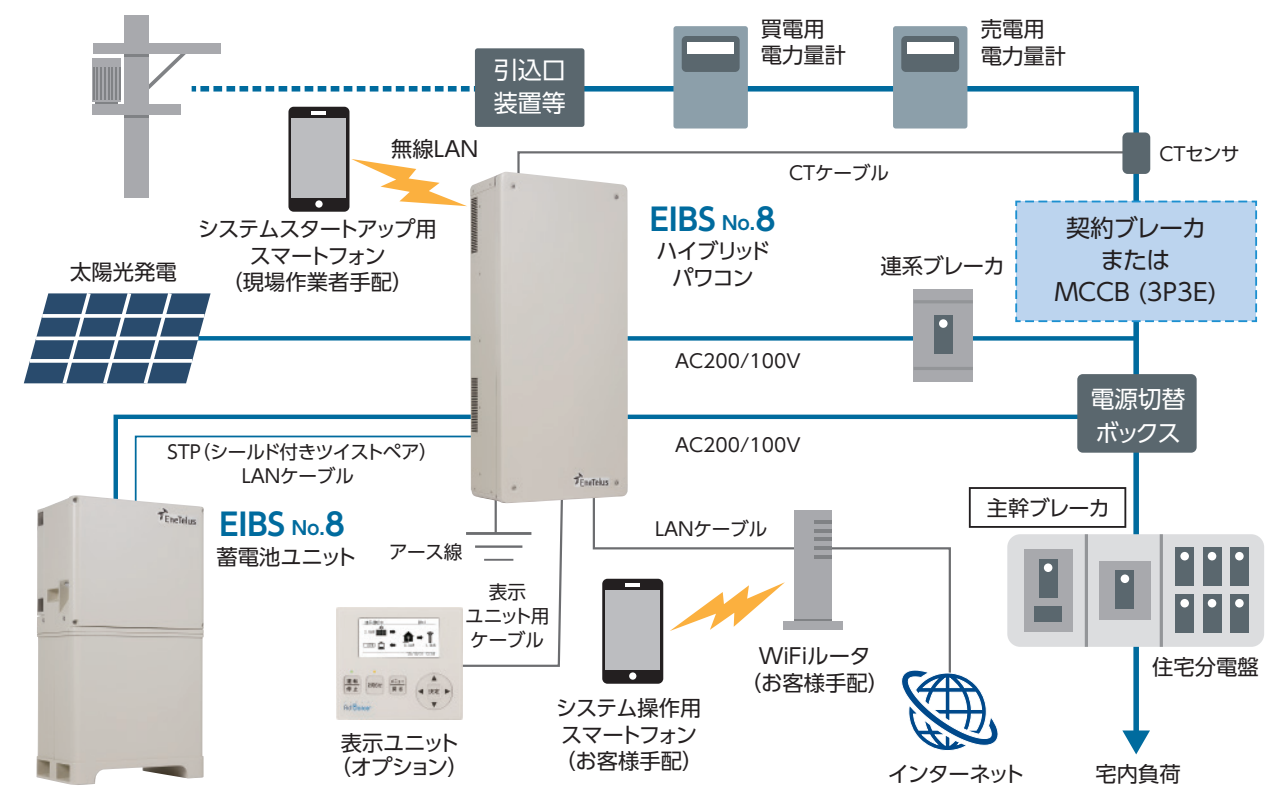 買電用
電力量計
売電用
電力量計
引込口
装置等
無線LAN
CTケーブル
CTセンサ
システムスタートアップ用
スマートフォン
(現場作業者手配)
EIBS No.8
ハイブリッド
パワコン
契約ブレーカ
または
MCCB (3P3E)
太陽光発電
連系ブレーカ
AC200/100V
電源切替
ボックス
AC200/100V
STP(シールド付きツイストペア)
LANケーブル
EneTelus
EneTelus
EIBS No.8
蓄電池ユニット
アース線
LANケーブル
主幹ブレーカ
表示
ユニット用
ケーブル
WiFiルータ
(お客様手配)
住宅分電盤
システム操作用
スマートフォン
(お客様手配)
表示ユニット
(オプション)
インターネット
宅内負荷